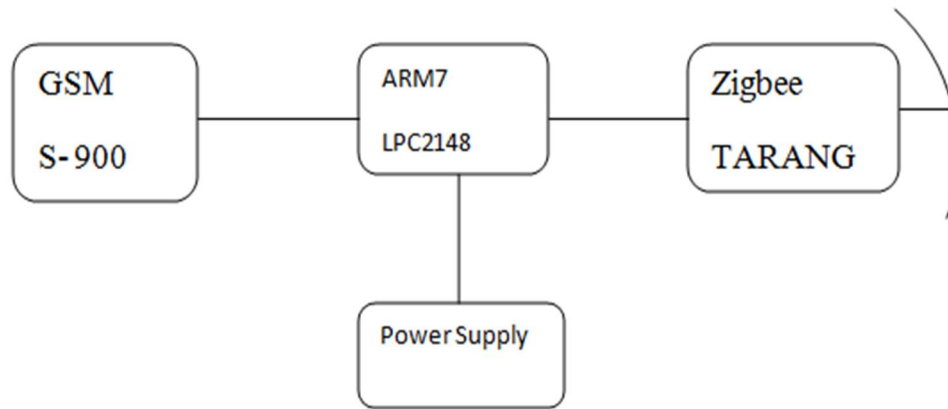 GSM
S-900
ARM7
LPC2148
Zigbee
TARANG
Power Supply